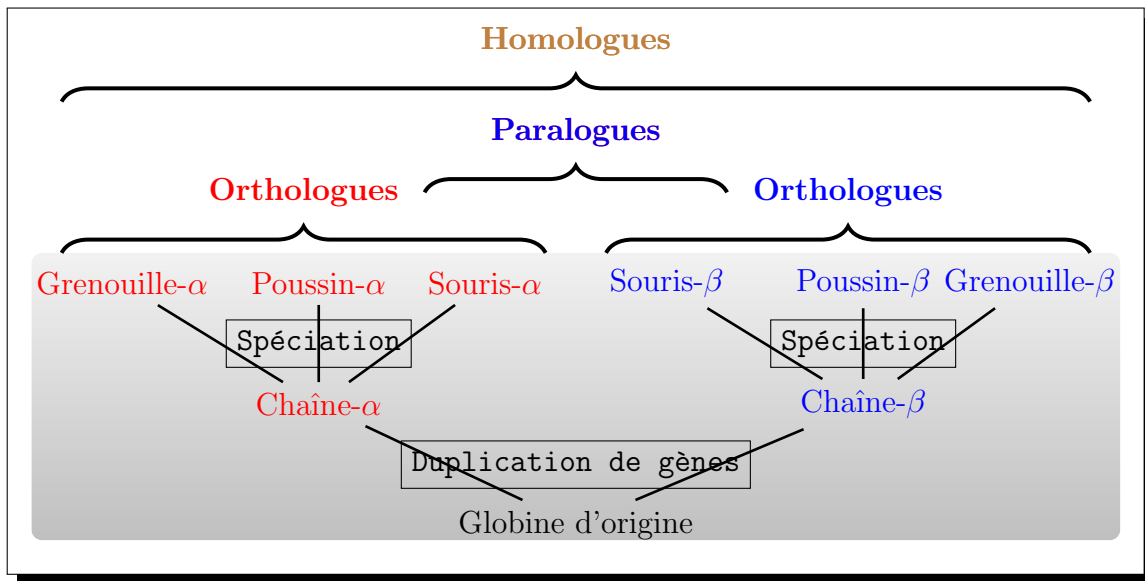 Homologues
Paralogues
Orthologues
Orthologues
Grenouille-α Poussin-α Souris-α Souris-β Poussin-β Grenouille-β
Spéciation Spéciation
Chaîne-α Chaîne-β
Duplication de gènes
Globine d'origine